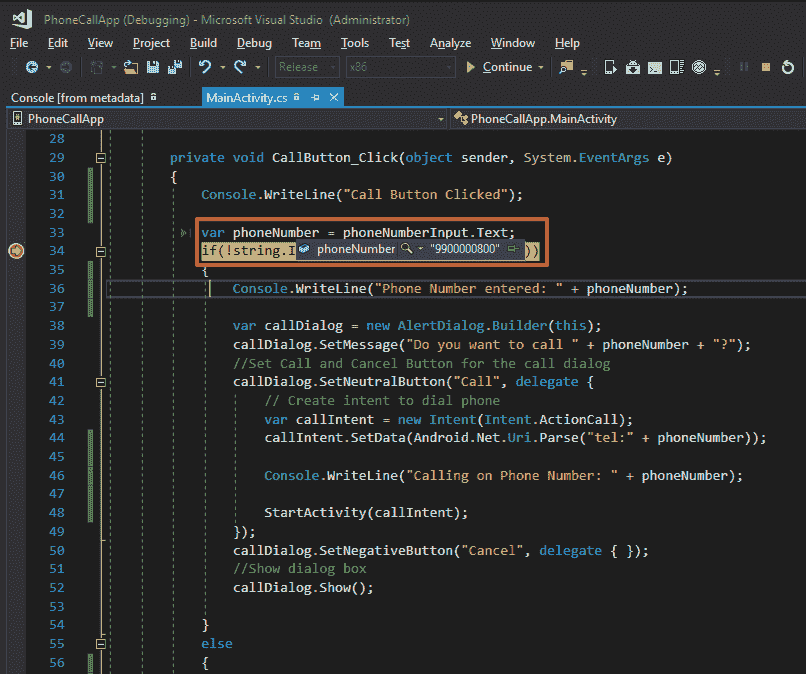 PhoneCallApp (Debugging) - Microsoft Visual Studio (Administrator)
File Edit View Project Build Debug Team Tools Test Analyze Window Help
Release x86 Continue
Console [from metadata] MainActivity.cs
PhoneCallApp PhoneCallApp.MainActivity
28
29 private void CallButton_Click(object sender, System.EventArgs e)
30 {
31 Console.WriteLine("Call Button Clicked");
32
33 var phoneNumber = phoneNumberInput.Text;
34 if(!string.I phoneNumber "9900000800" ))
35 {
36 Console.WriteLine("Phone Number entered: " + phoneNumber);
37
38 var callDialog = new AlertDialog.Builder(this);
39 callDialog.SetMessage("Do you want to call " + phoneNumber + "?");
40 //Set Call and Cancel Button for the call dialog
41 callDialog.SetNeutralButton("Call", delegate {
42 // Create intent to dial phone
43 var callIntent = new Intent(Intent.ActionCall);
44 callIntent.SetData(Android.Net.Uri.Parse("tel:" + phoneNumber));
45
46 Console.WriteLine("Calling on Phone Number: " + phoneNumber);
47
48 StartActivity(callIntent);
49 });
50 callDialog.SetNegativeButton("Cancel", delegate { });
51 //Show dialog box
52 callDialog.Show();
53
54 }
55 else
56 {